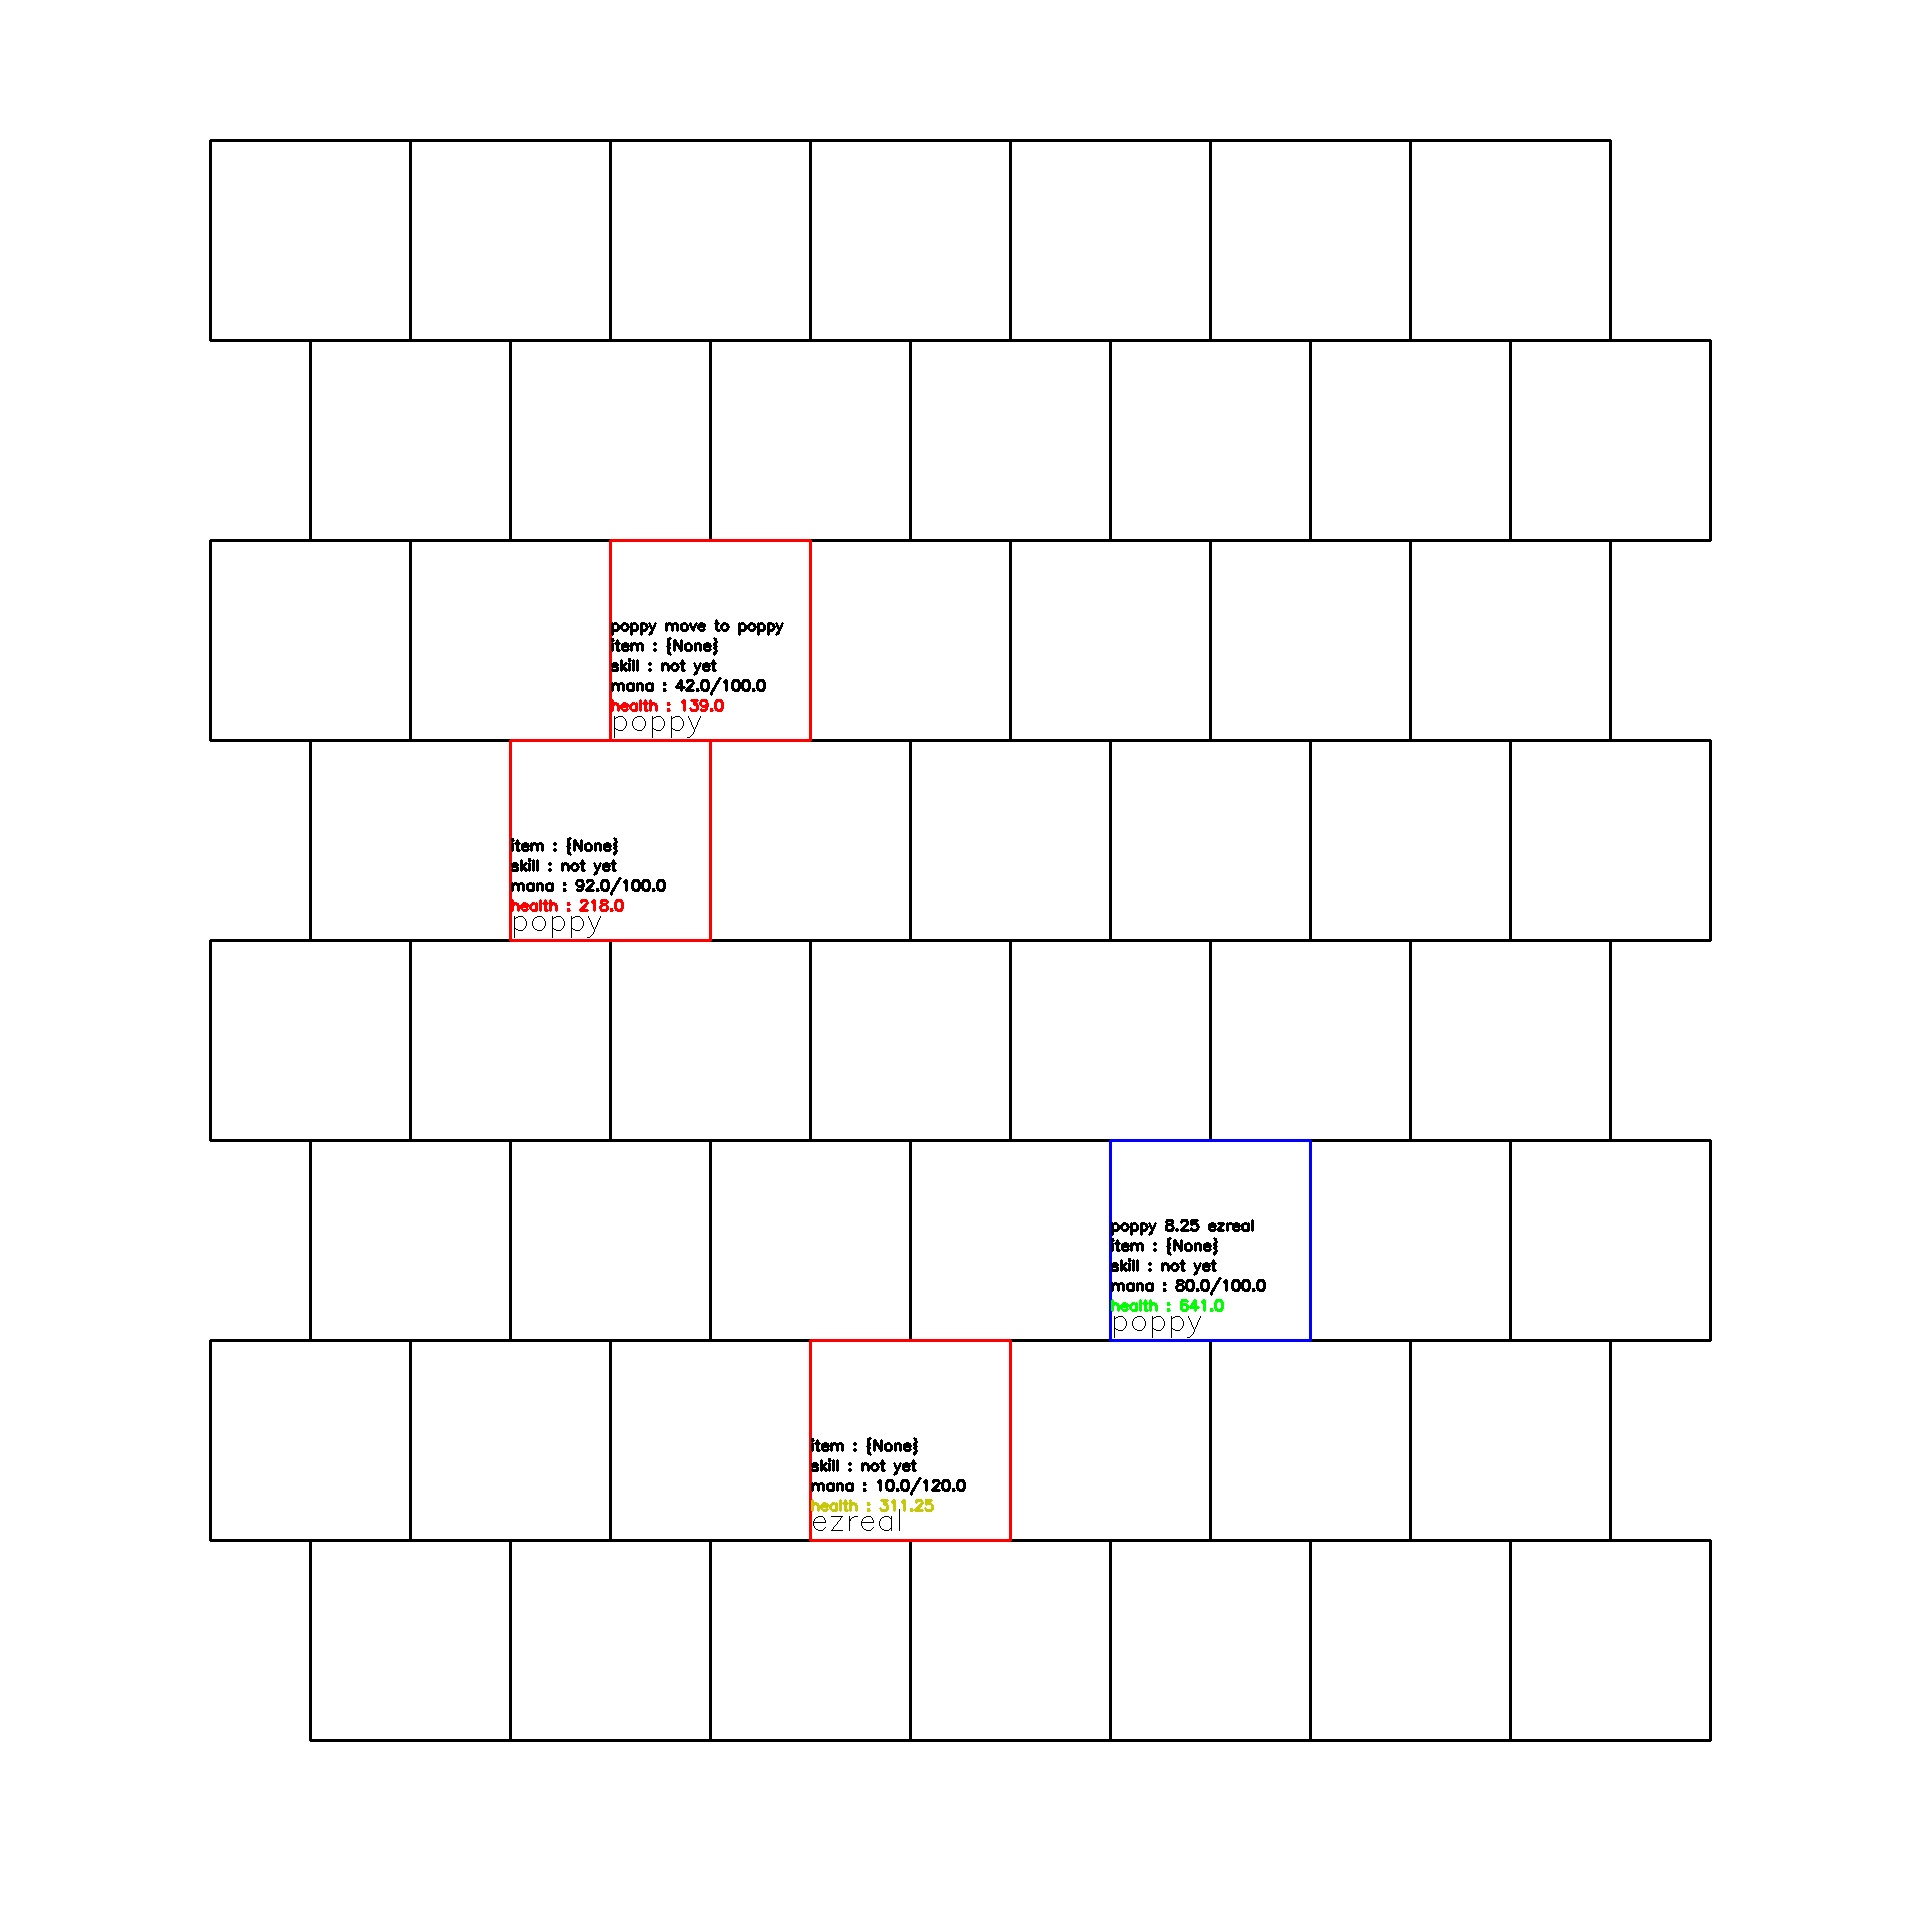 poppy move to poppy
item : {None}
skill : not yet
mana : 42.0/100.0
health : 139.0
poppy
item : {None}
skill : not yet
mana : 92.0/100.0
health : 218.0
poppy
poppy 8.25 ezreal
item : {None}
skill : not yet
mana : 80.0/100.0
health : 641.0
poppy
item : {None}
skill : not yet
mana : 10.0/120.0
health : 311.25
ezreal